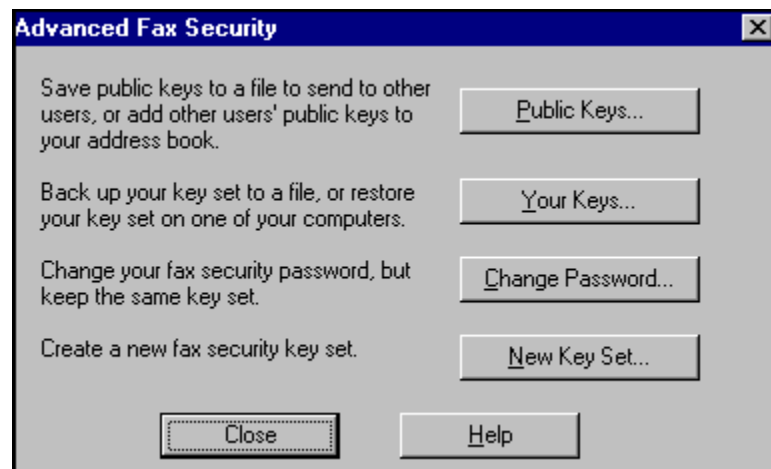 Advanced Fax Security
Save public keys to a file to send to other
users, or add other users' public keys to
your address book.
Public Keys...
Back up your key set to a file, or restore
your key set on one of your computers.
Your Keys...
Change your fax security password, but
keep the same key set.
Change Password...
Create a new fax security key set.
New Key Set...
Close
Help